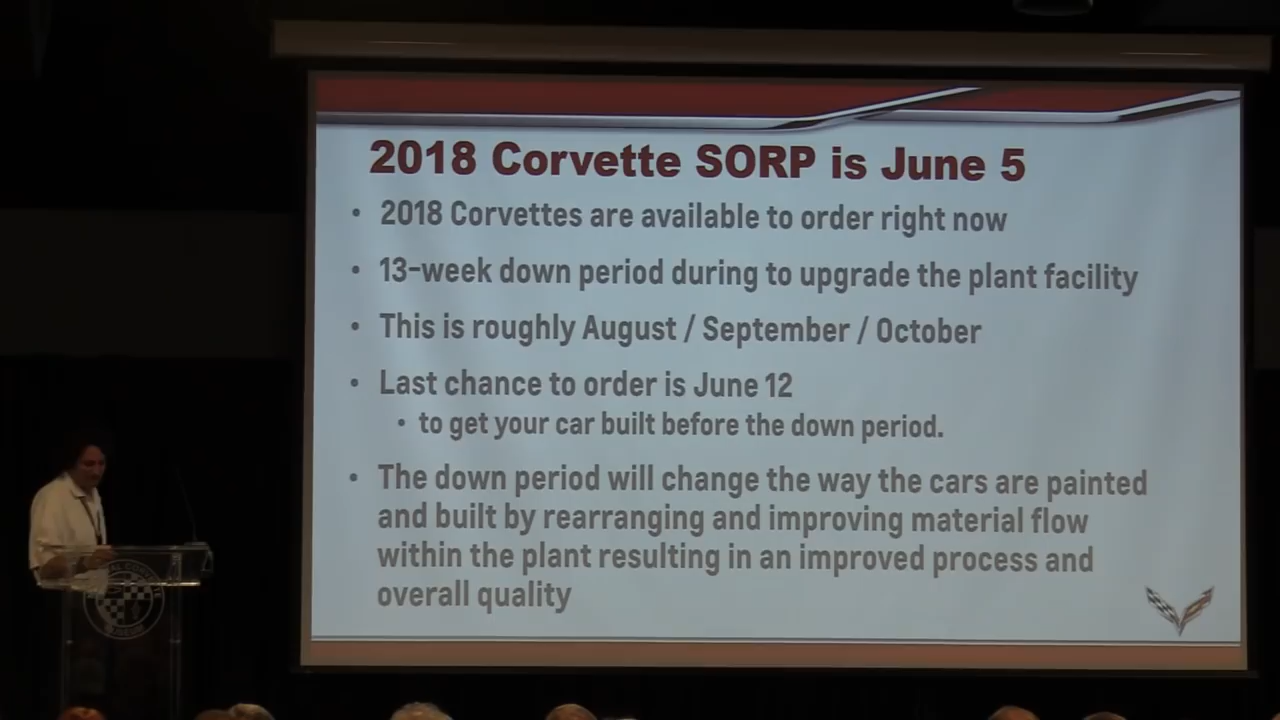 2018 Corvette SORP is June 5
• 2018 Corvettes are available to order right now
• 13-week down period during to upgrade the plant facility
• This is roughly August / September / October
• Last chance to order is June 12
• to get your car built before the down period.
• The down period will change the way the cars are painted
and built by rearranging and improving material flow
within the plant resulting in an improved process and
overall quality